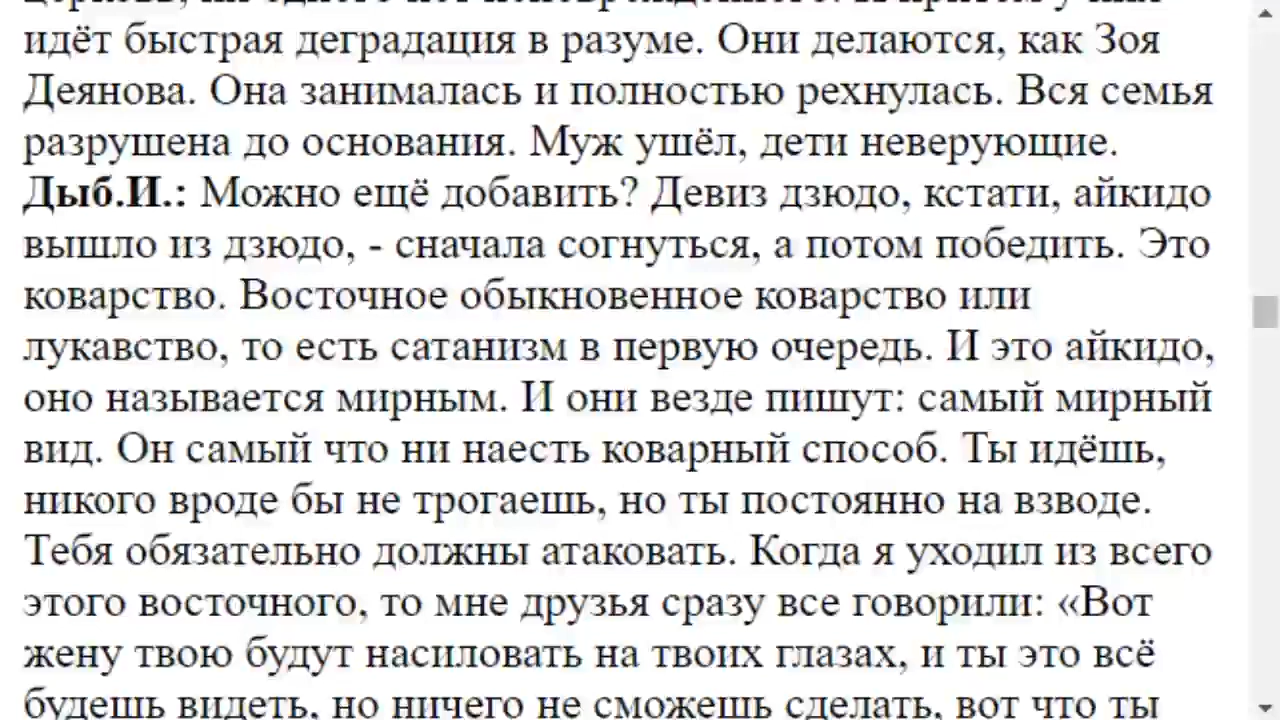 идёт быстрая деградация в разуме. Они делаются, как Зоя
Деянова. Она занималась и полностью рехнулась. Вся семья
разрушена до основания. Муж ушёл, дети неверующие.
Дыб.И.: Можно ещё добавить? Девиз дзюдо, кстати, айкидо
вышло из дзюдо, - сначала согнуться, а потом победить. Это
коварство. Восточное обыкновенное коварство или
лукавство, то есть сатанизм в первую очередь. И это айкидо,
оно называется мирным. И они везде пишут: самый мирный
вид. Он самый что ни наесть коварный способ. Ты идёшь,
никого вроде бы не трогаешь, но ты постоянно на взводе.
Тебя обязательно должны атаковать. Когда я уходил из всего
этого восточного, то мне друзья сразу все говорили: «Вот
жену твою будут насиловать на твоих глазах, и ты это всё
будешь видеть, но ничего не сможешь сделать, вот что ты